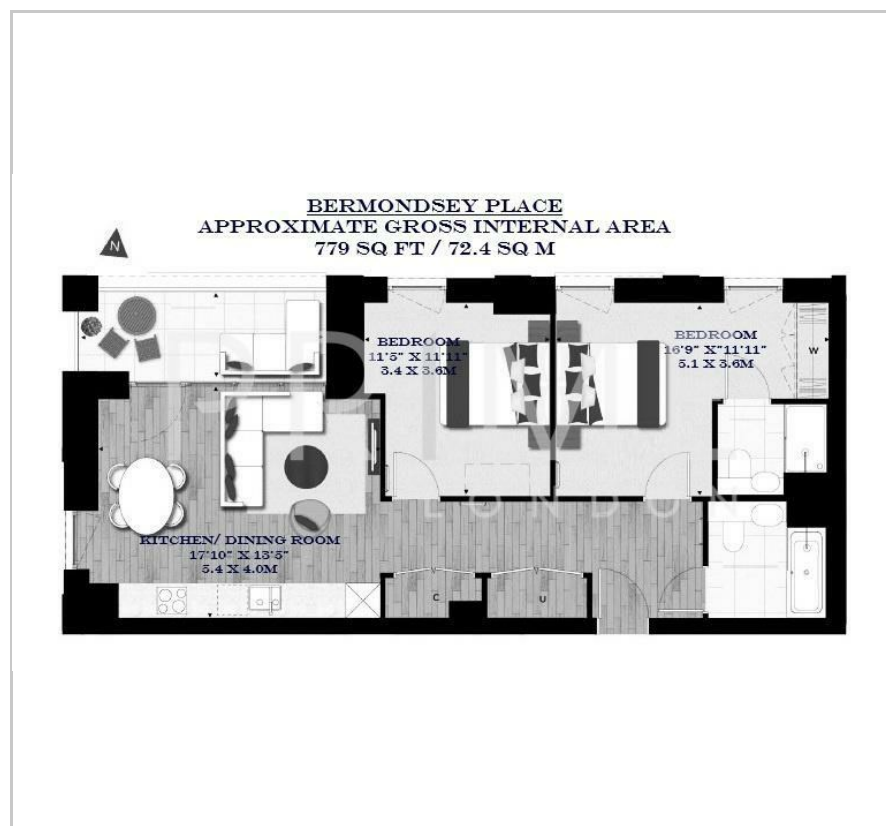 BERMONDSEY PLACE
APPROXIMATE GROSS INTERNAL AREA
779 SQ FT / 72.4 SQ M
N
BEDROOM
11'5" X 11'11"
3.4 X 3.6M
BEDROOM
16'9" X"11'11"
5.1 X 3.6M
W
PRIME
LONDON
KITCHEN/ DINING ROOM
17'10" X 13'5"
5.4 X 4.0M
C
U